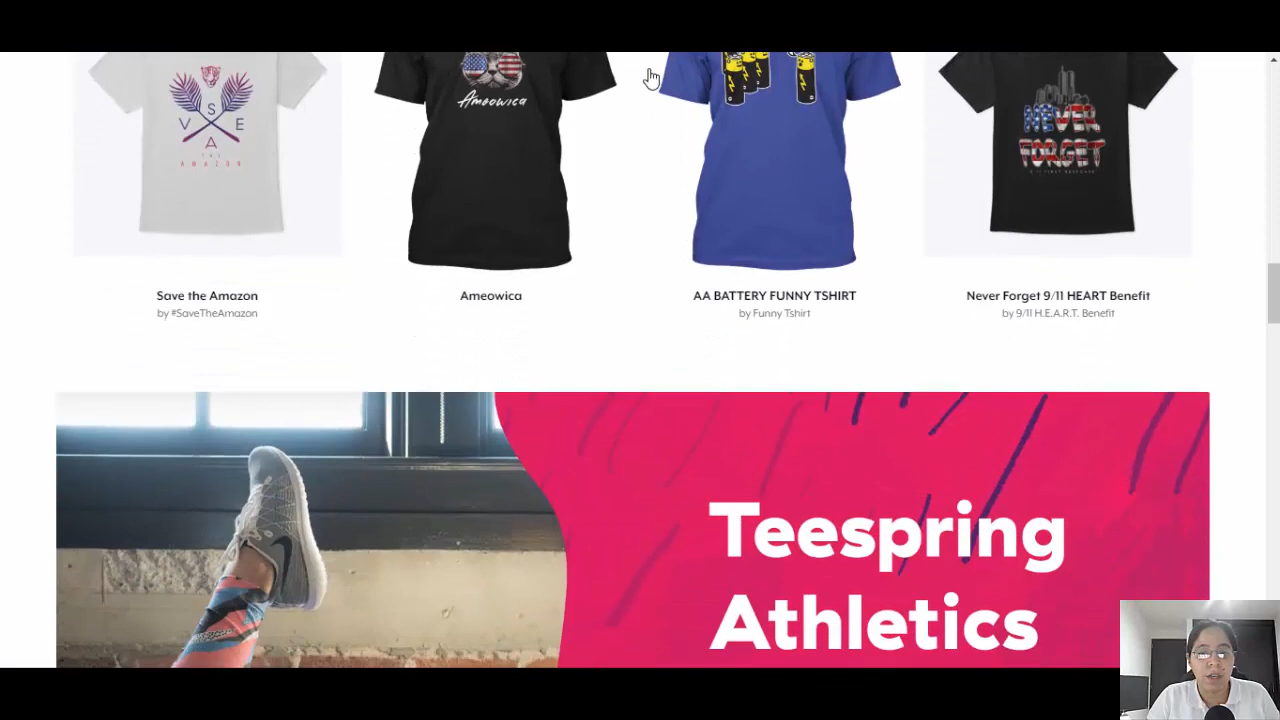 S
V E
A
THE
AMAZON
Ameowica
NEVER
FORGET
Save the Amazon
by #SaveTheAmazon
Ameowica
AA BATTERY FUNNY TSHIRT
by Funny Tshirt
Never Forget 9/11 HEART Benefit
by 9/11 H.E.A.R.T. Benefit
Teespring
Athletics